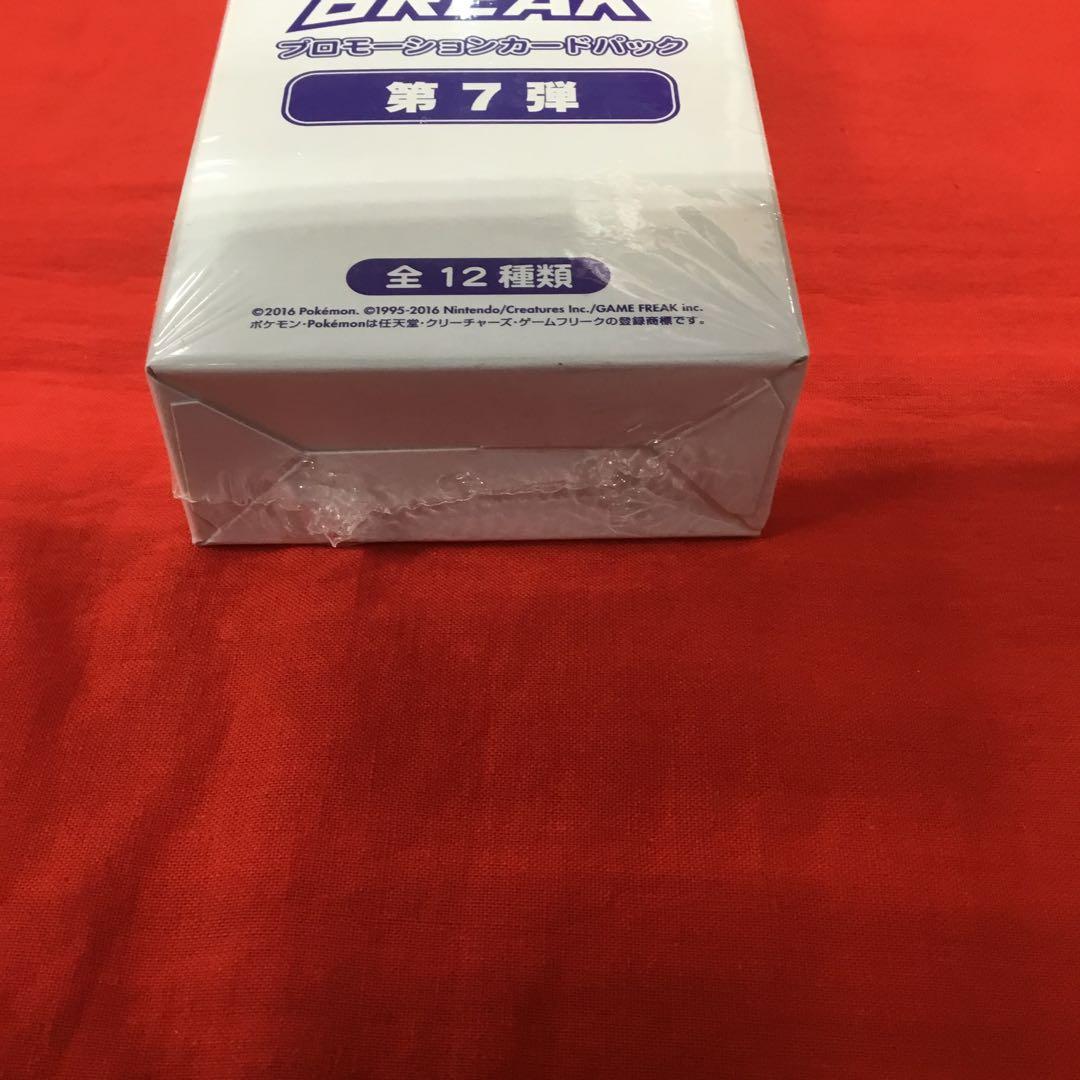 BREAK
プロモーションカードパック
第7弾
全12種類
©2016 Pokémon. ©1995-2016 Nintendo/Creatures Inc./GAME FREAK inc.
ポケモン・Pokémonは任天堂・クリーチャーズ・ゲームフリークの登録商標です。